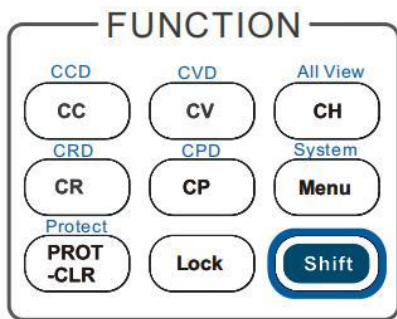 FUNCTION
CCD CVD All View
CC CV CH
CRD CPD System
CR CP Menu
Protect
PROT
-CLR Lock Shift